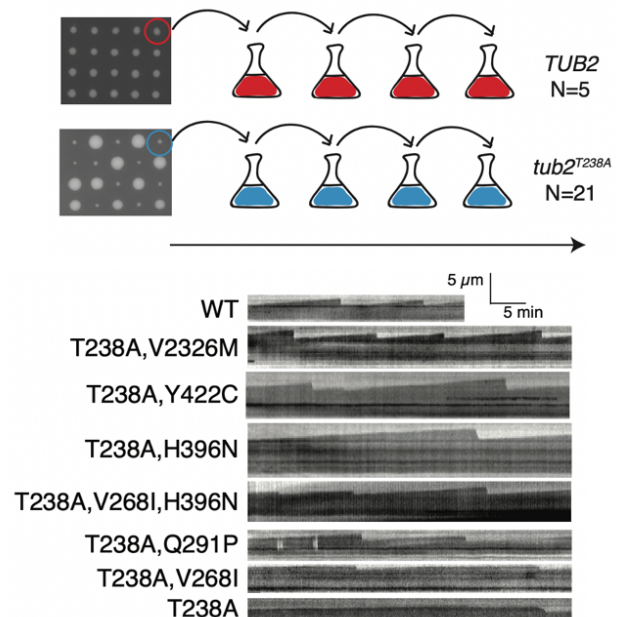 TUB2
N=5
tub2T238A
N=21
5 µm
5 min
WT
T238A,V2326M
T238A,Y422C
T238A,H396N
T238A,V268I,H396N
T238A,Q291P
T238A,V268I
T238A